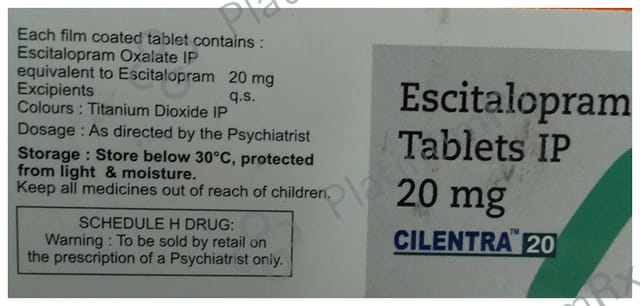 Each film coated tablet contains :
Escitalopram Oxalate IP
equivalent to Escitalopram 20 mg
Excipients q.s.
Colours : Titanium Dioxide IP
Dosage : As directed by the Psychiatrist
Storage : Store below 30°C, protected
from light & moisture.
Keep all medicines out of reach of children.
SCHEDULE H DRUG:
Warning : To be sold by retail on
the prescription of a Psychiatrist only.
Escitalopram
Tablets IP
20 mg
CILENTRA™ 20